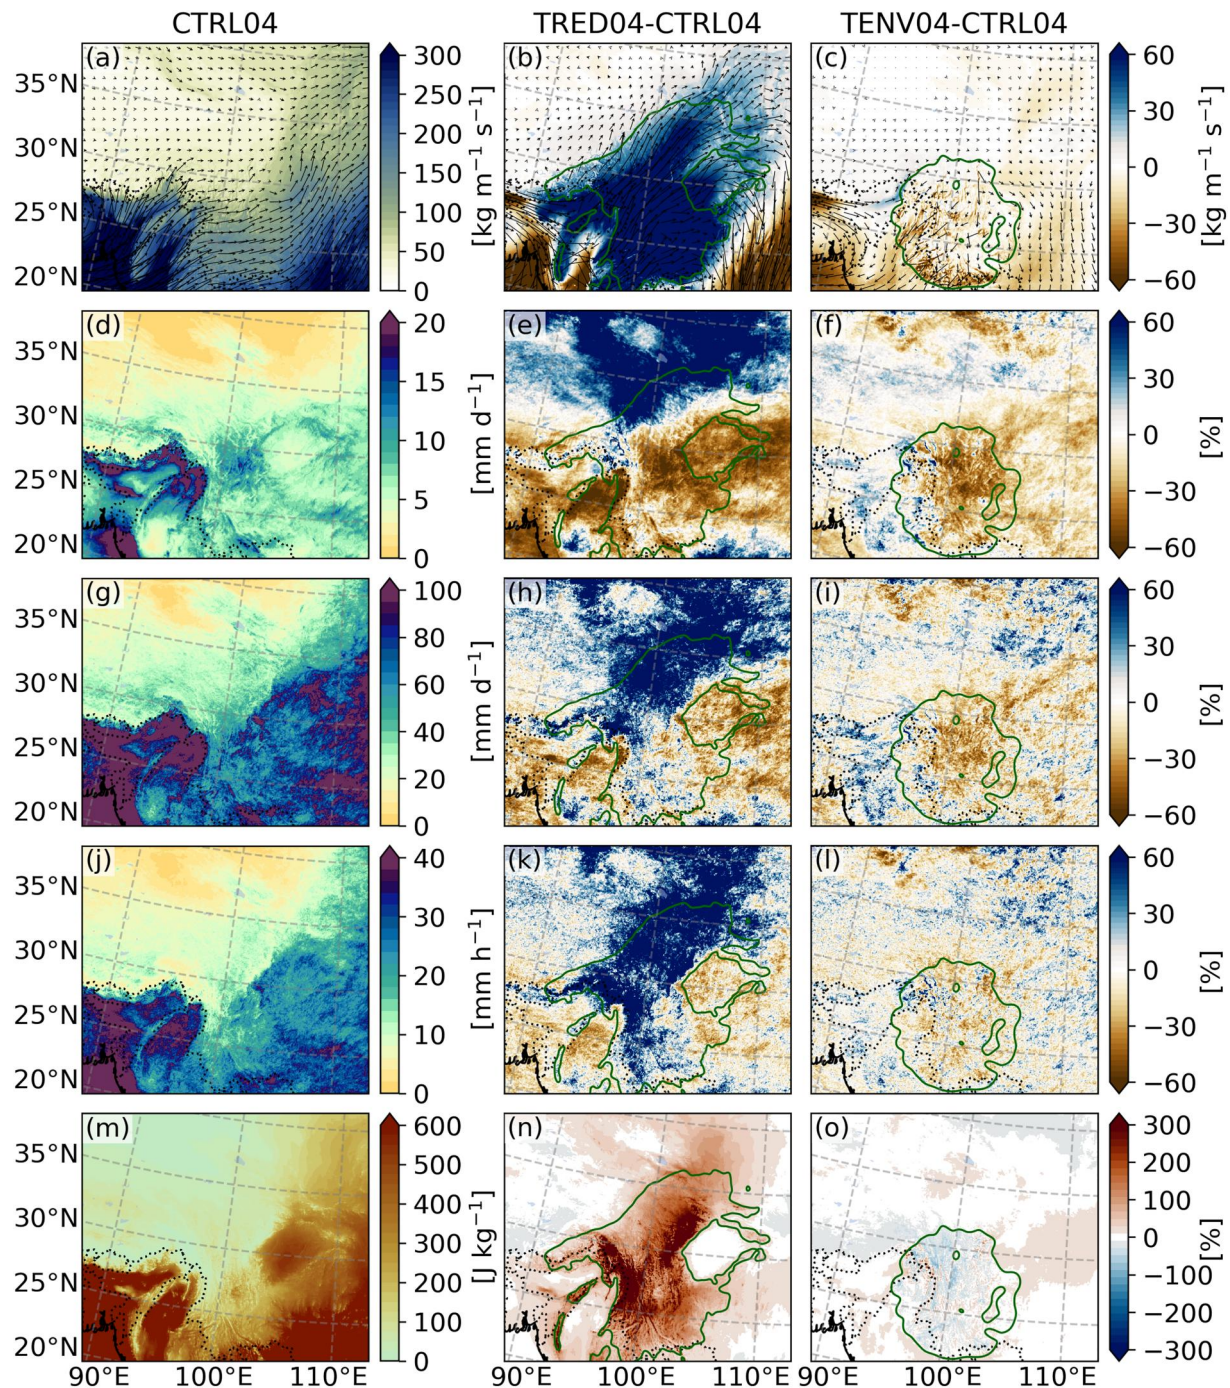 CTRL04 TRED04-CTRL04 TENV04-CTRL04
(a) (b) (c)
35°N
30°N
25°N
20°N
300
250
200
150
100
50
0
[kg m⁻¹ s⁻¹]
60
30
0
−30
−60
[kg m⁻¹ s⁻¹]
(d) (e) (f)
35°N
30°N
25°N
20°N
20
15
10
5
0
[mm d⁻¹]
60
30
0
−30
−60
[%]
(g) (h) (i)
35°N
30°N
25°N
20°N
100
80
60
40
20
0
[mm d⁻¹]
60
30
0
−30
−60
[%]
(j) (k) (l)
35°N
30°N
25°N
20°N
40
30
20
10
0
[mm h⁻¹]
60
30
0
−30
−60
[%]
(m) (n) (o)
35°N
30°N
25°N
20°N
600
500
400
300
200
100
0
[J kg⁻¹]
300
200
100
0
−100
−200
−300
[%]
90°E 100°E 110°E 90°E 100°E 110°E 90°E 100°E 110°E